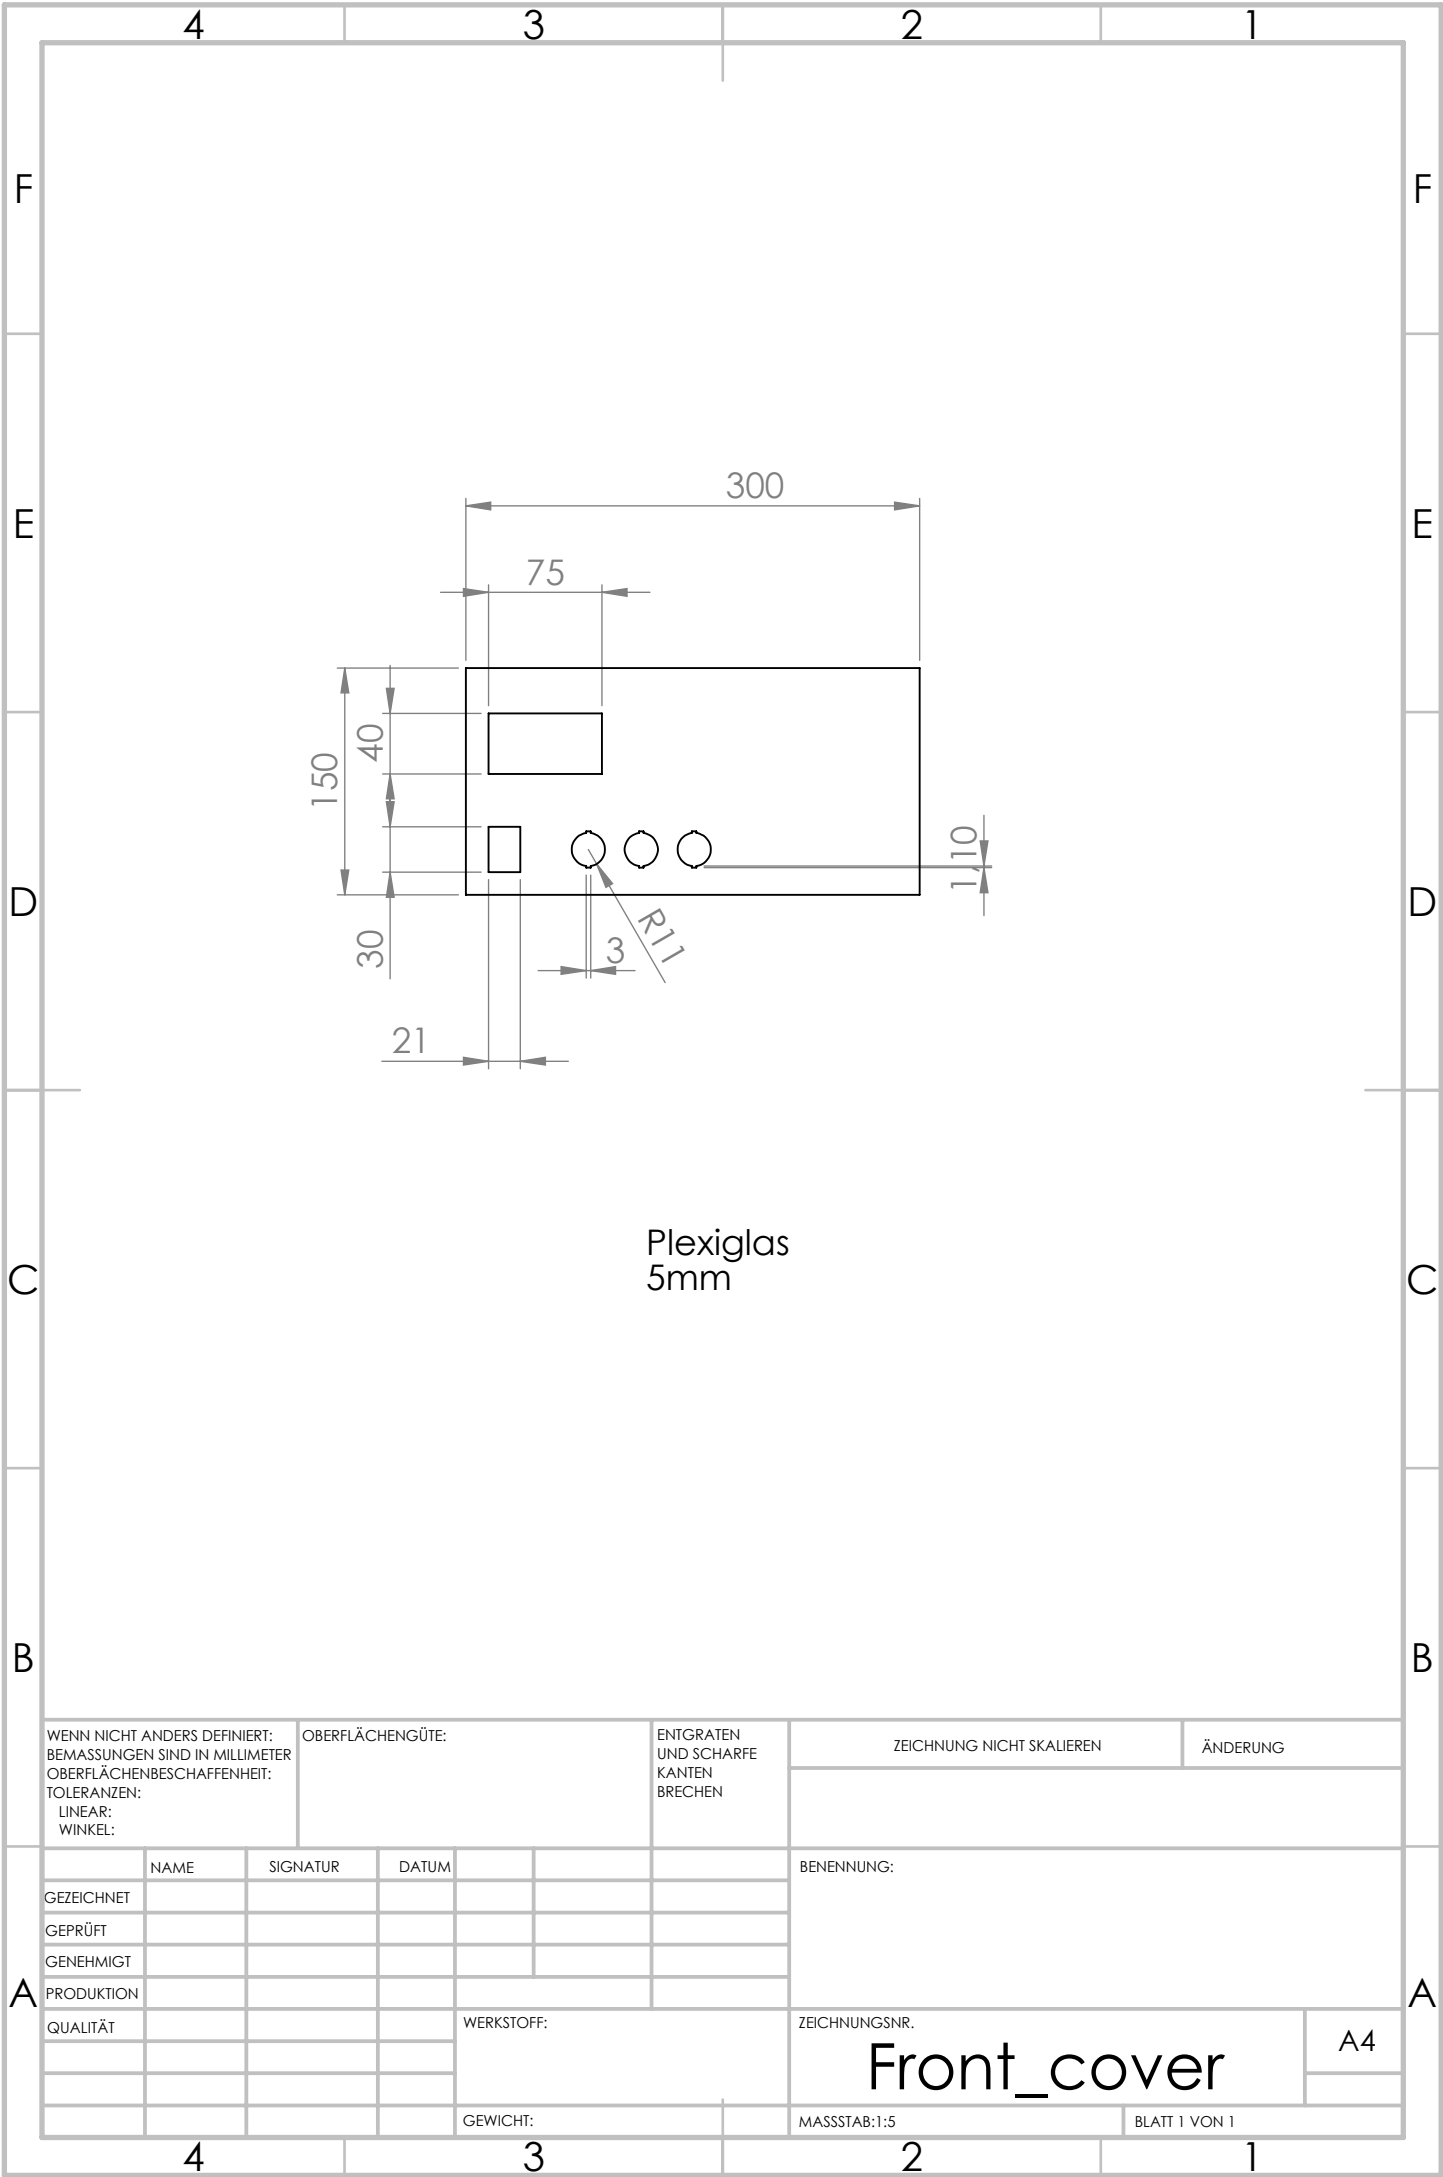 4 3 2 1
F F
300
E E
75
40
150
1,10
D D
R11
30
3
21
Plexiglas
5mm
C C
B B
WENN NICHT ANDERS DEFINIERT:
BEMASSUNGEN SIND IN MILLIMETER
OBERFLÄCHENBESCHAFFENHEIT:
TOLERANZEN:
LINEAR:
WINKEL:
OBERFLÄCHENGÜTE:
ENTGRATEN
UND SCHARFE
KANTEN
BRECHEN
ZEICHNUNG NICHT SKALIEREN
ÄNDERUNG
NAME SIGNATUR DATUM
GEZEICHNET
GEPRÜFT
GENEHMIGT
PRODUKTION
QUALITÄT
BENENNUNG:
A A
WERKSTOFF:
ZEICHNUNGSNR.
Front_cover
A4
GEWICHT:
MASSSTAB:1:5
BLATT 1 VON 1
4 3 2 1